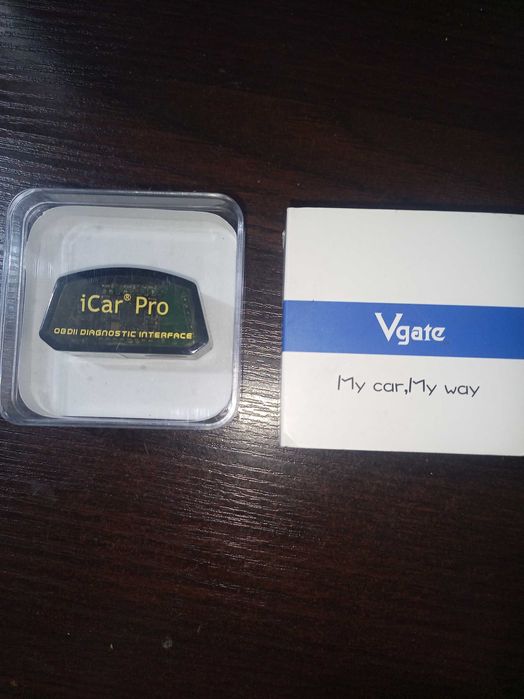 iCar® Pro
OBDII DIAGNOSTIC INTERFACE
Vgate
My car,My way